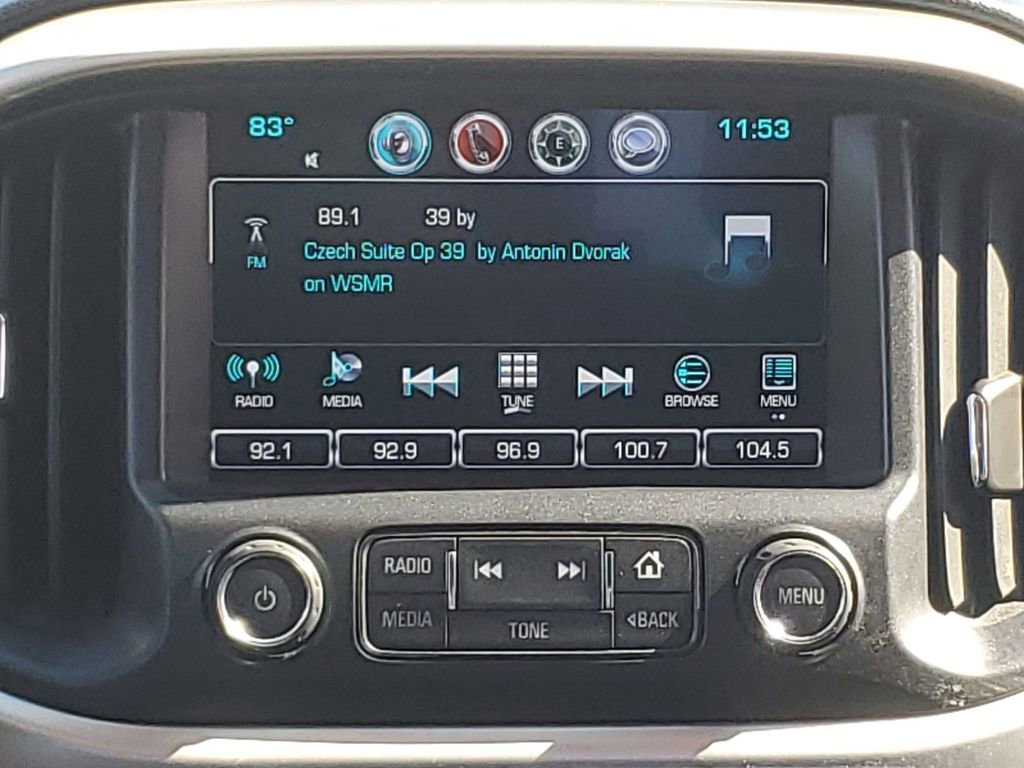 83° 11:53
E
89.1 39 by
Czech Suite Op 39 by Antonin Dvorak
FM
on WSMR
RADIO MEDIA TUNE BROWSE MENU
92.1 92.9 96.9 100.7 104.5
RADIO
MEDIA
TONE
BACK
MENU